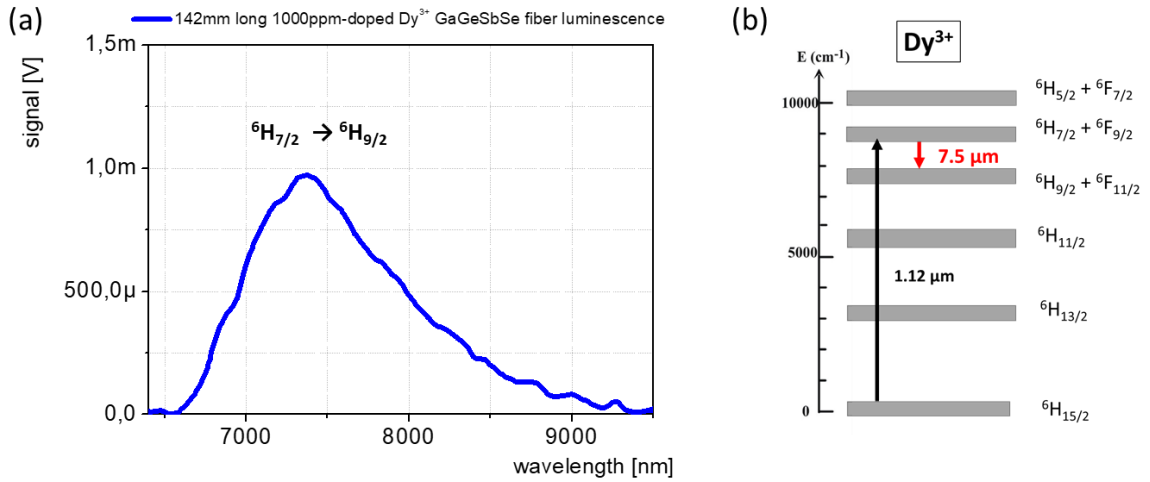 (a)
142mm long 1000ppm-doped Dy³⁺ GaGeSbSe fiber luminescence
signal [V]
1,5m
1,0m
500,0µ
0,0
⁶H₇/₂ → ⁶H₉/₂
7000
8000
9000
wavelength [nm]
(b)
Dy³⁺
E (cm⁻¹)
10000
5000
0
⁶H₅/₂ + ⁶F₇/₂
⁶H₇/₂ + ⁶F₉/₂
7.5 µm
⁶H₉/₂ + ⁶F₁₁/₂
⁶H₁₁/₂
1.12 µm
⁶H₁₃/₂
⁶H₁₅/₂